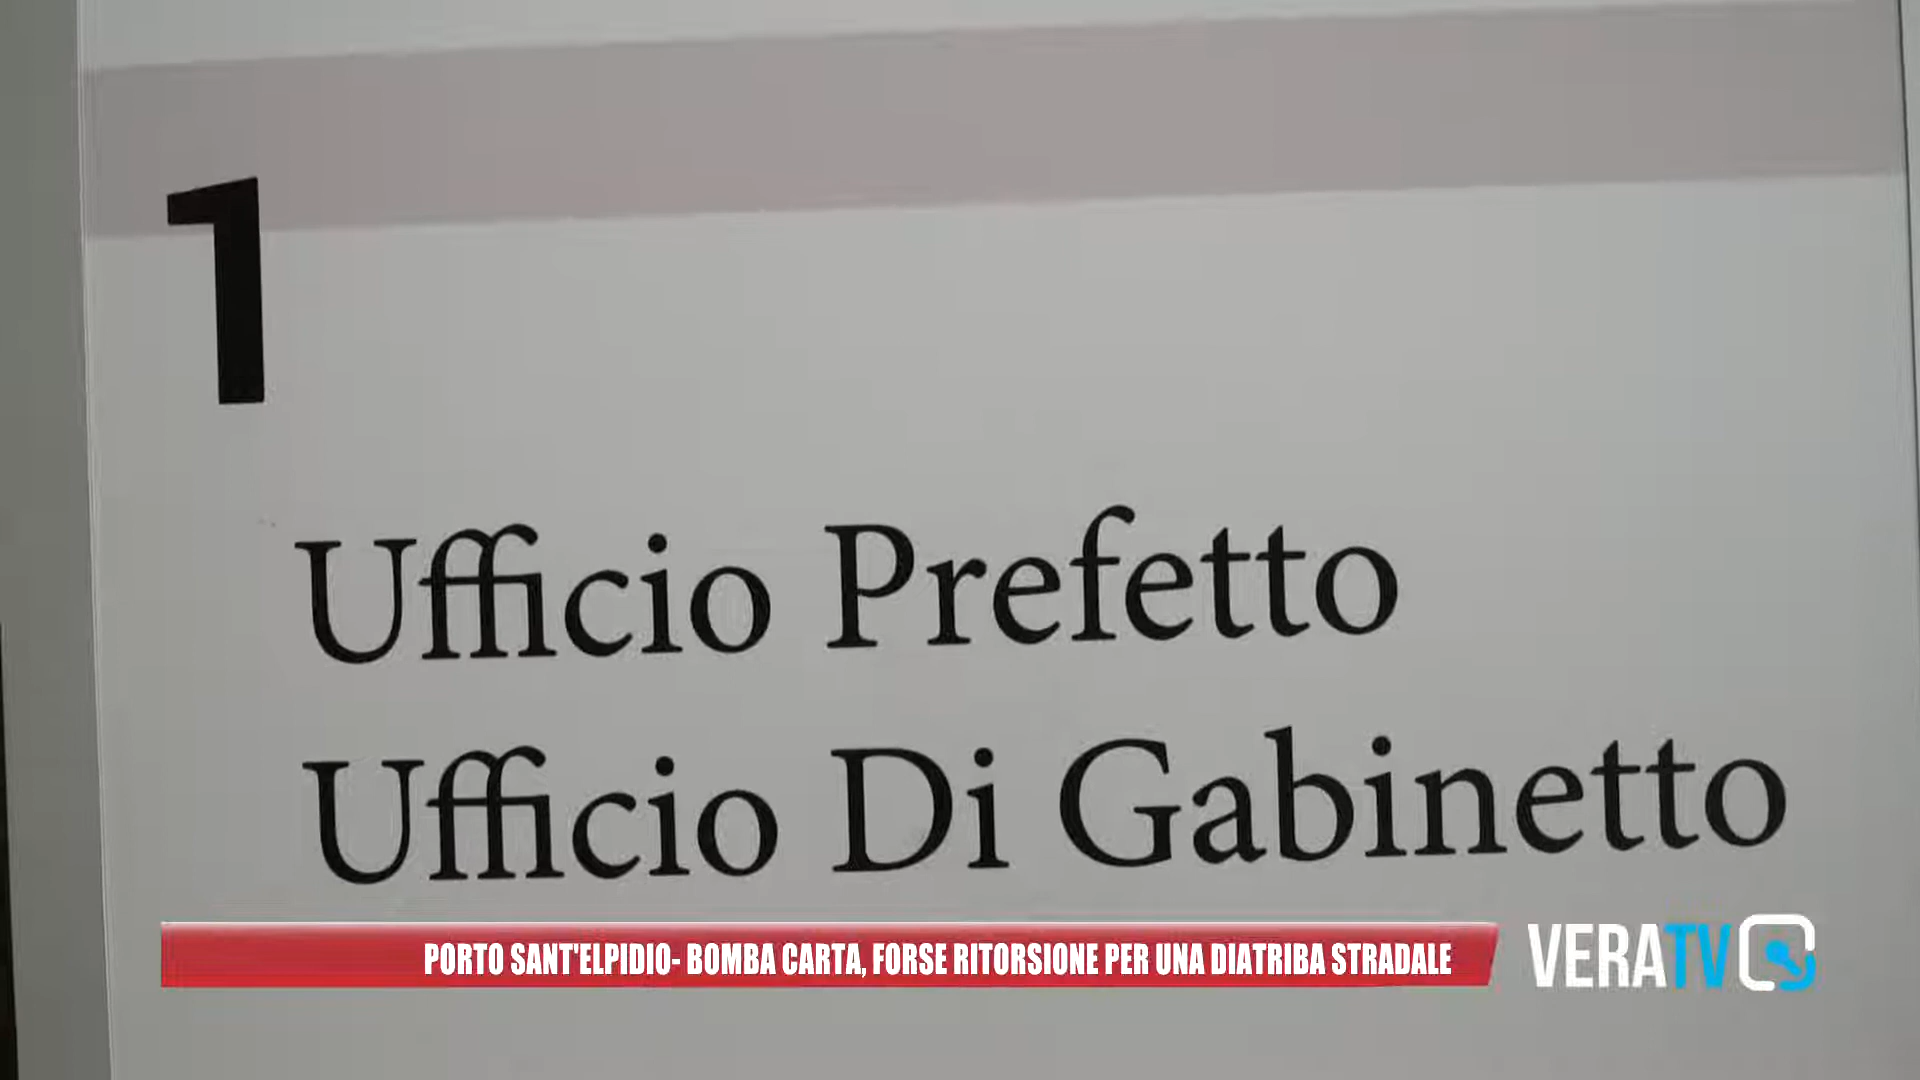 1
Ufficio Prefetto
Ufficio Di Gabinetto
PORTO SANT'ELPIDIO- BOMBA CARTA, FORSE RITORSIONE PER UNA DIATRIBA STRADALE
VERATV